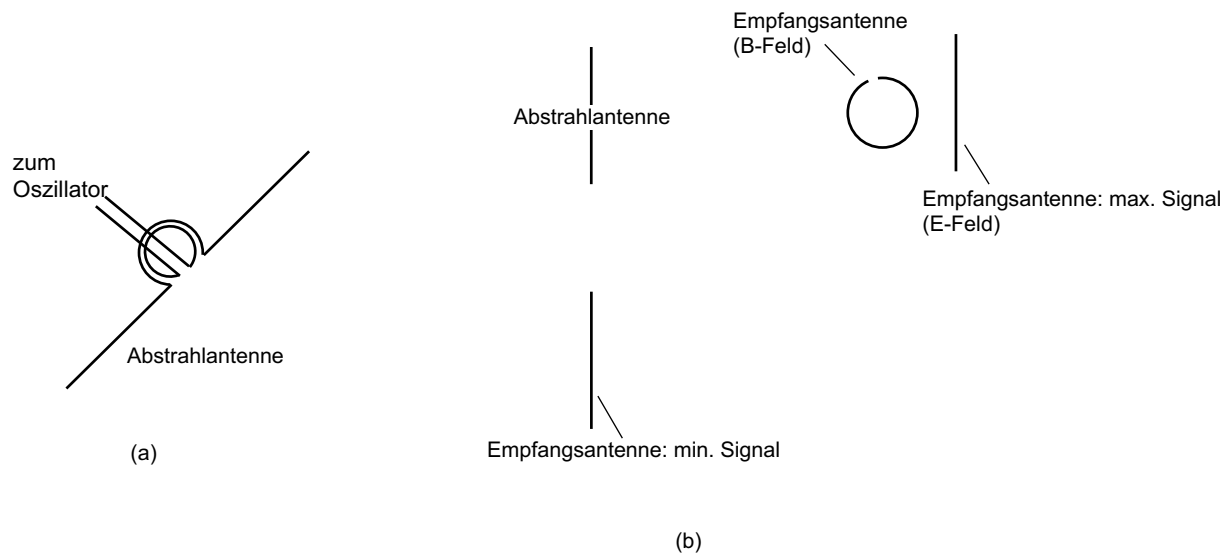 zum
Oszillator
Abstrahlantenne
(a)
Abstrahlantenne
Empfangsantenne
(B-Feld)
Empfangsantenne: max. Signal
(E-Feld)
Empfangsantenne: min. Signal
(b)